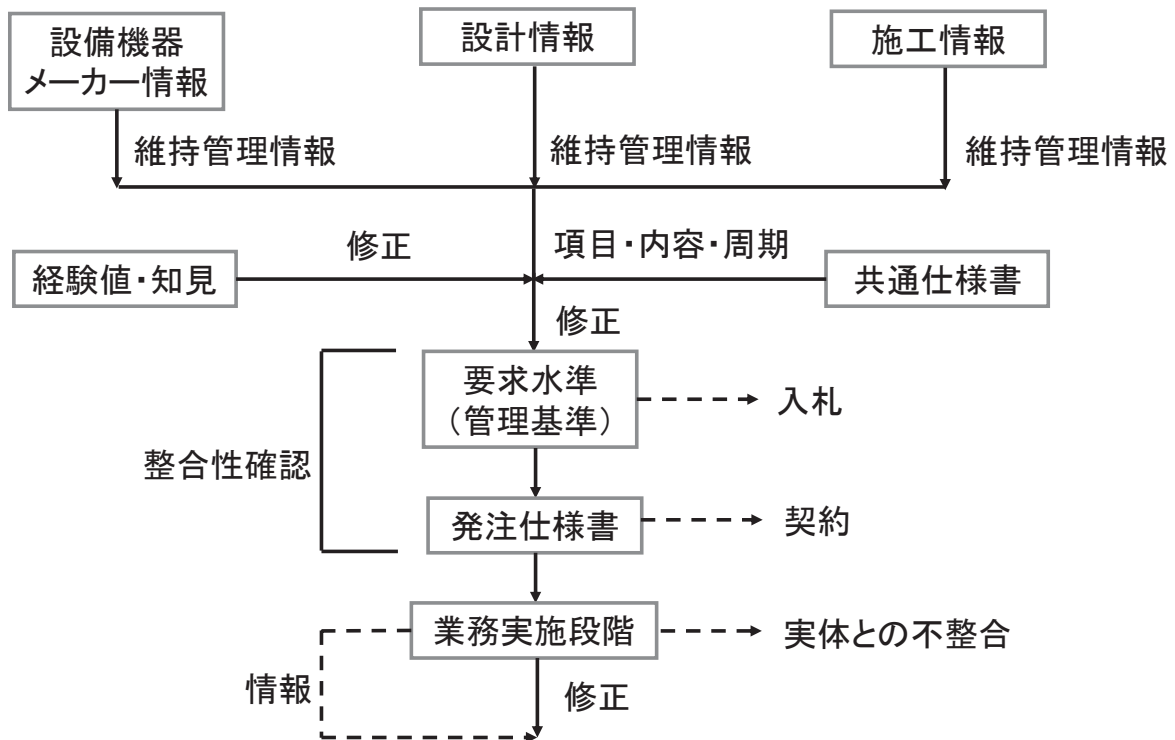 設備機器
メーカー情報
設計情報
施工情報
維持管理情報
維持管理情報
維持管理情報
修正
項目・内容・周期
経験値・知見
共通仕様書
修正
要求水準
（管理基準）
入札
整合性確認
発注仕様書
契約
業務実施段階
実体との不整合
情報
修正